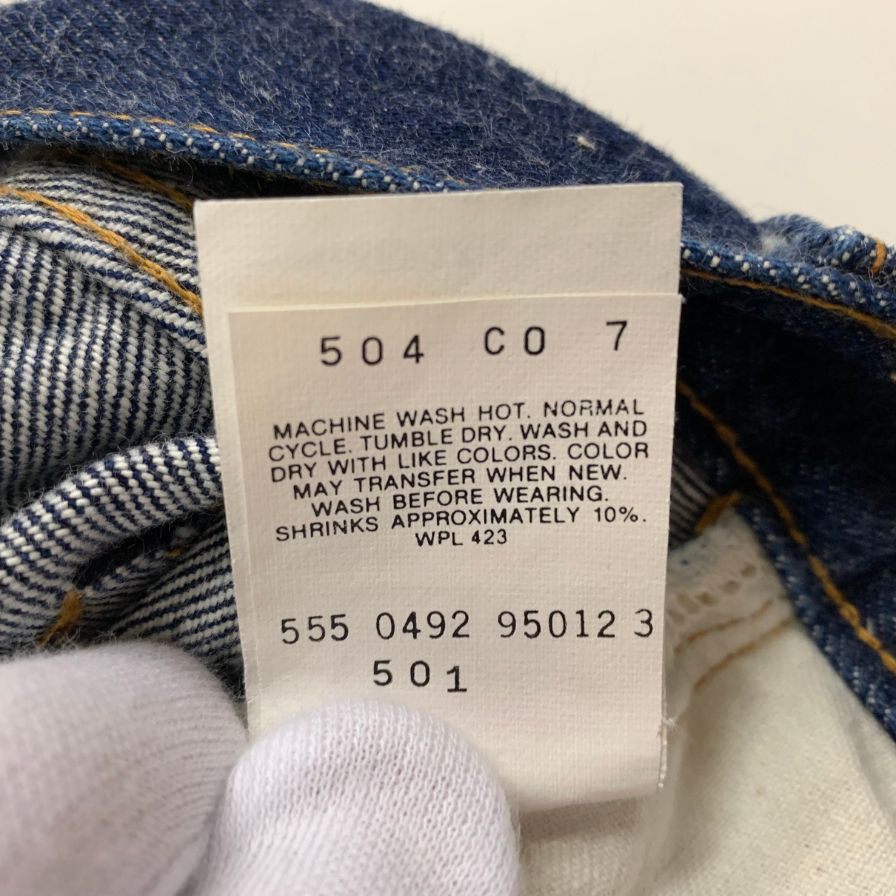 504 CO 7
MACHINE WASH HOT. NORMAL
CYCLE. TUMBLE DRY. WASH AND
DRY WITH LIKE COLORS. COLOR
MAY TRANSFER WHEN NEW.
WASH BEFORE WEARING.
SHRINKS APPROXIMATELY 10%.
WPL 423
555 0492 95012 3
501